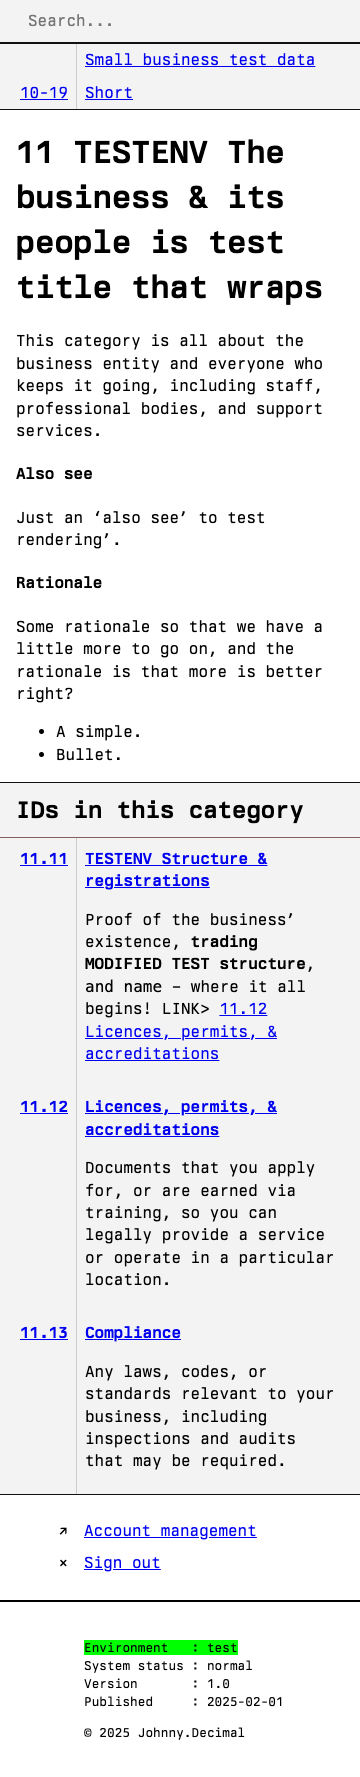 Search...
Small business test data
10-19 Short
11 TESTENV The
business & its
people is test
title that wraps
This category is all about the
business entity and everyone who
keeps it going, including staff,
professional bodies, and support
services.
Also see
Just an ‘also see’ to test
rendering’.
Rationale
Some rationale so that we have a
little more to go on, and the
rationale is that more is better
right?
• A simple.
• Bullet.
IDs in this category
11.11 TESTENV Structure &
registrations
Proof of the business’
existence, trading
MODIFIED TEST structure,
and name – where it all
begins! LINK> 11.12
Licences, permits, &
accreditations
11.12 Licences, permits, &
accreditations
Documents that you apply
for, or are earned via
training, so you can
legally provide a service
or operate in a particular
location.
11.13 Compliance
Any laws, codes, or
standards relevant to your
business, including
inspections and audits
that may be required.
↗ Account management
× Sign out
Environment : test
System status : normal
Version : 1.0
Published : 2025-02-01
© 2025 Johnny.Decimal